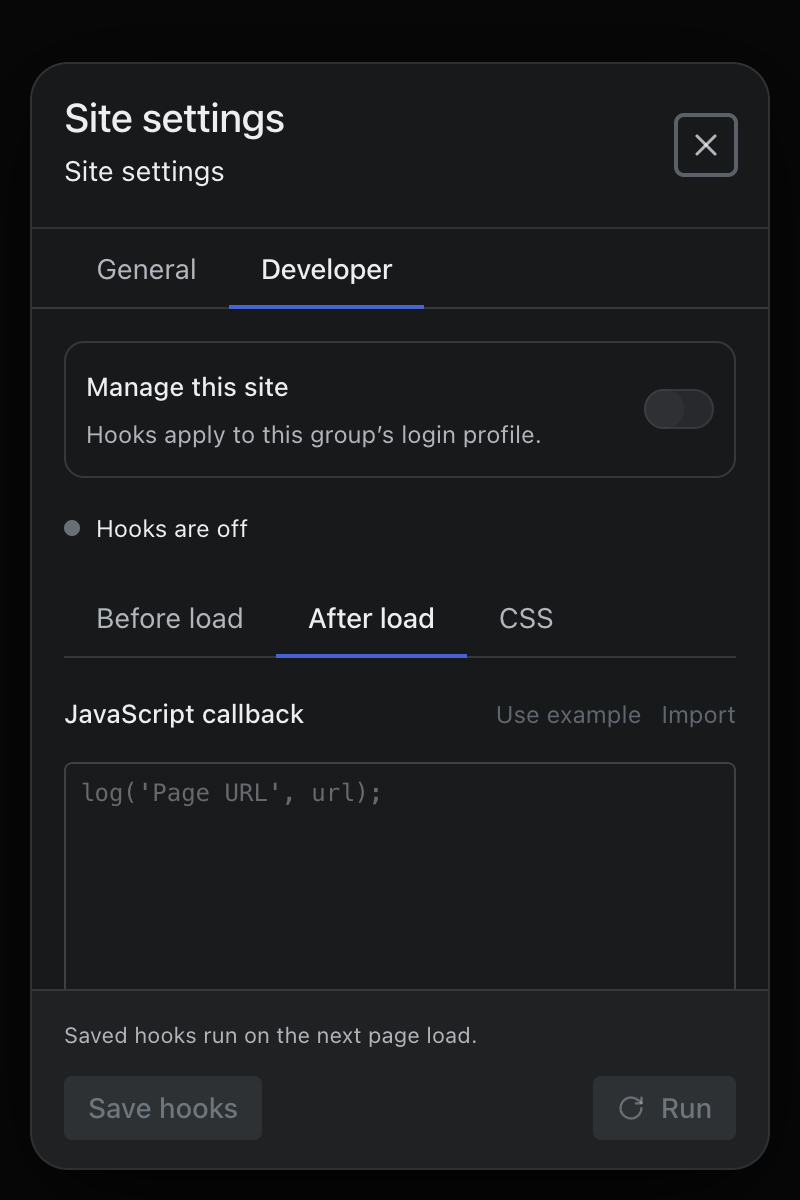 Site settings
Site settings
General Developer
Manage this site
Hooks apply to this group’s login profile.
Hooks are off
Before load After load CSS
JavaScript callback Use example Import
log('Page URL', url);
Saved hooks run on the next page load.
Save hooks Run